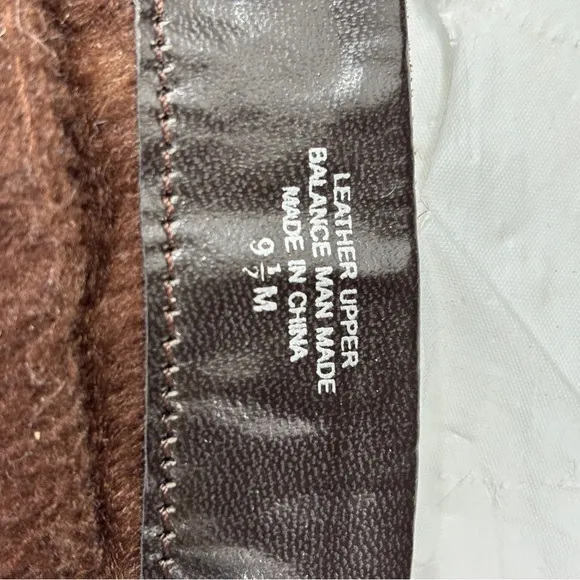 LEATHER UPPER
BALANCE MAN MADE
MADE IN CHINA
9 1/2 M